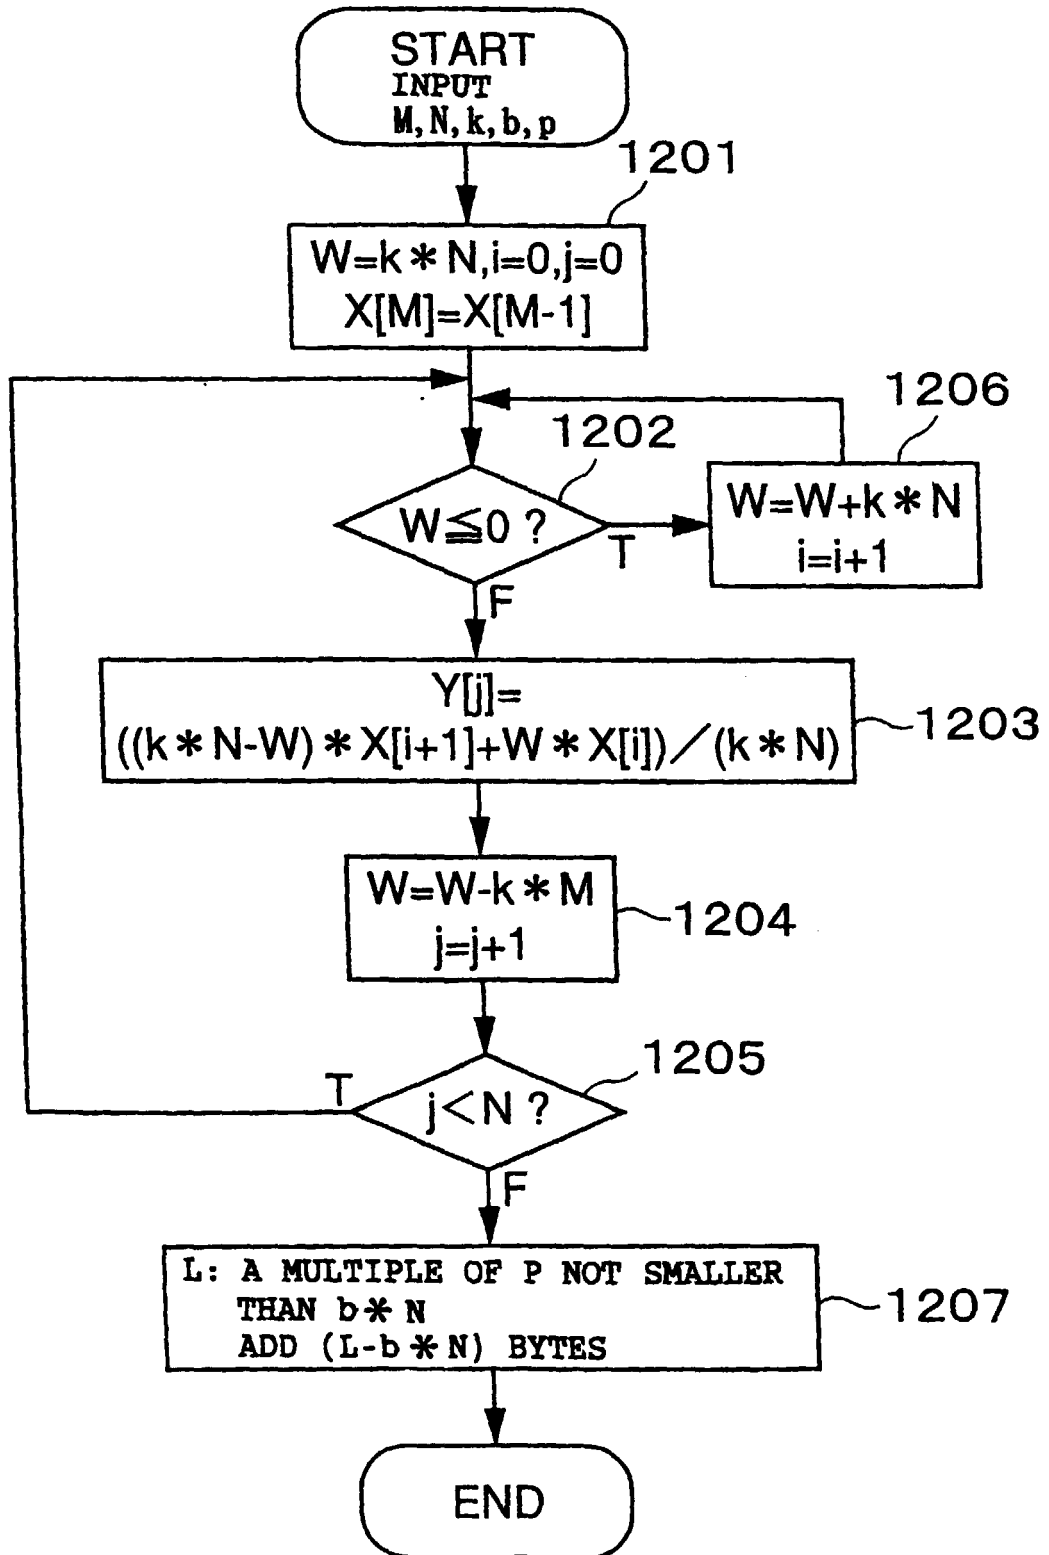 START
INPUT
M,N,k,b,p
1201
W=k*N,i=0,j=0
X[M]=X[M-1]
1206
1202
W≦0 ?
T
W=W+k*N
i=i+1
F
Y[j]=
((k*N-W)*X[i+1]+W*X[i])/(k*N)
1203
W=W-k*M
j=j+1
1204
1205
T
j<N ?
F
L: A MULTIPLE OF P NOT SMALLER
THAN b*N
ADD (L-b*N) BYTES
1207
END